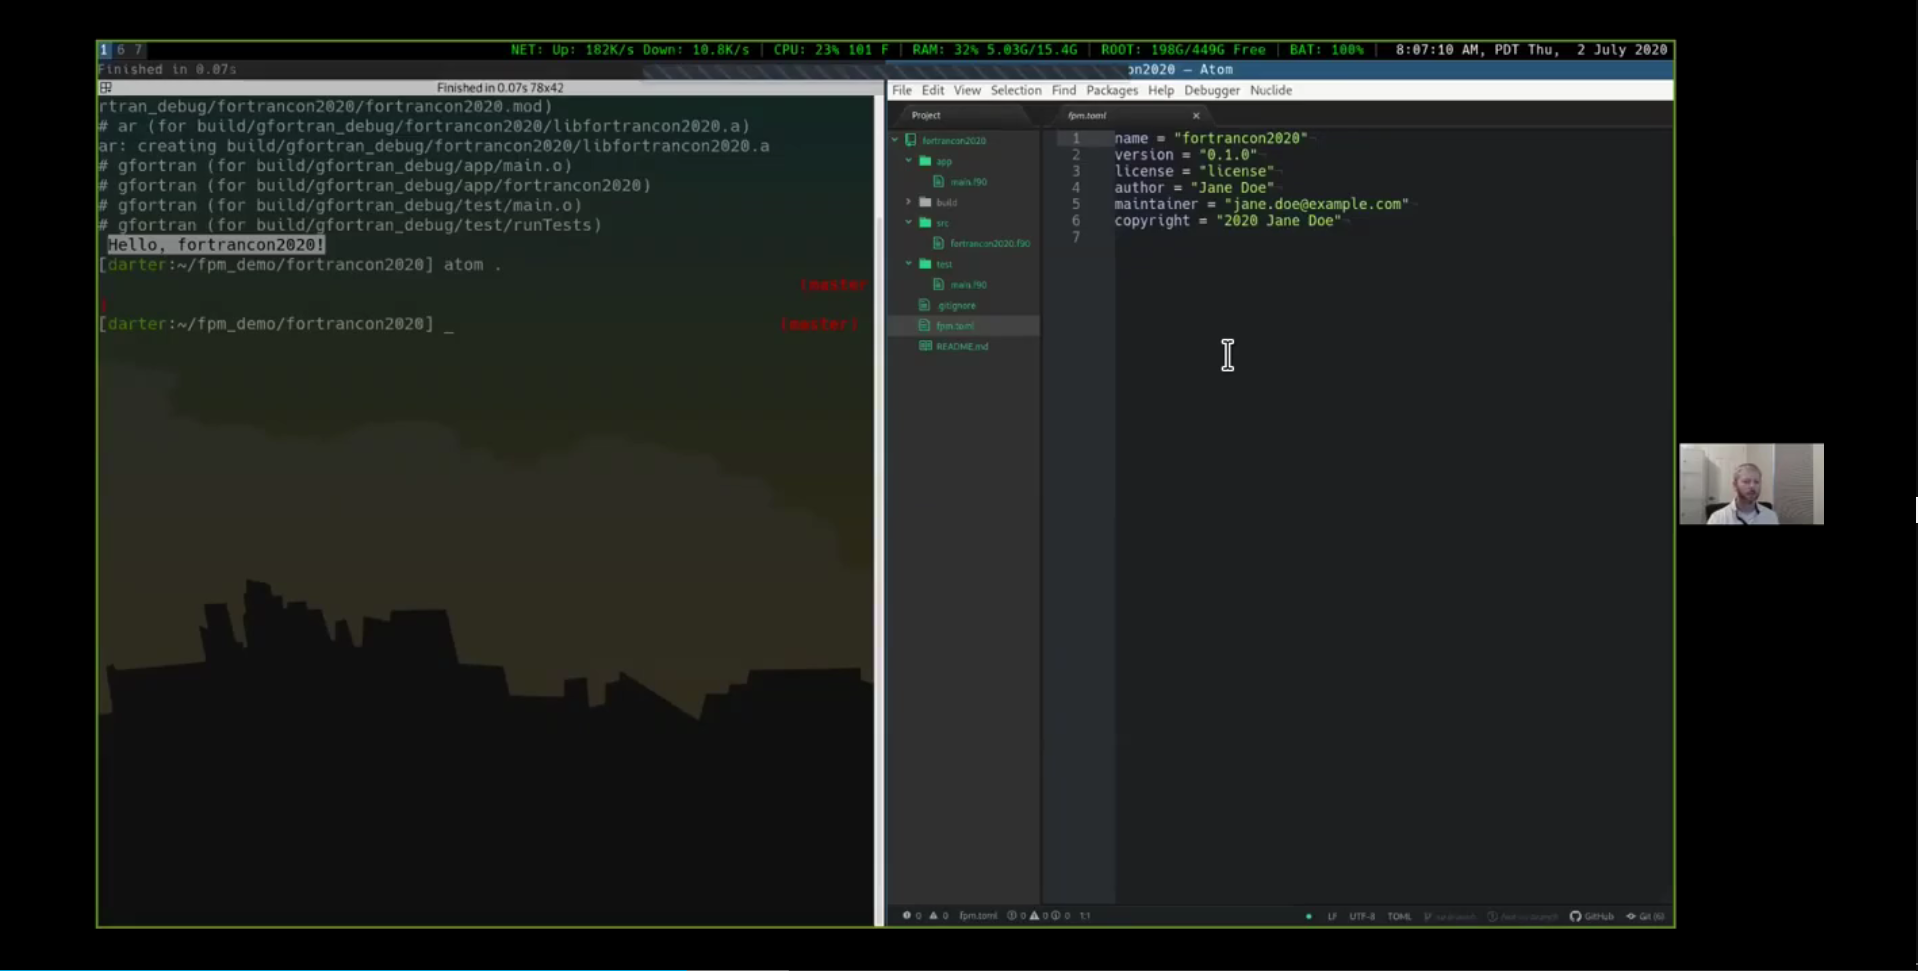 1 6 7
NET: Up: 182K/s Down: 10.8K/s | CPU: 23% 101 F | RAM: 32% 5.03G/15.4G | ROOT: 198G/449G Free | BAT: 100% | 8:07:10 AM, PDT Thu, 2 July 2020
Finished in 0.07s
on2020 — Atom
Finished in 0.07s 78x42
rtran_debug/fortrancon2020/fortrancon2020.mod)
# ar (for build/gfortran_debug/fortrancon2020/libfortrancon2020.a)
ar: creating build/gfortran_debug/fortrancon2020/libfortrancon2020.a
# gfortran (for build/gfortran_debug/app/main.o)
# gfortran (for build/gfortran_debug/app/fortrancon2020)
# gfortran (for build/gfortran_debug/test/main.o)
# gfortran (for build/gfortran_debug/test/runTests)
Hello, fortrancon2020!
[darter:~/fpm_demo/fortrancon2020] atom .
(master
)
[darter:~/fpm_demo/fortrancon2020] _ (master)
File Edit View Selection Find Packages Help Debugger Nuclide
Project
fortrancon2020
app
main.f90
build
src
fortrancon2020.f90
test
main.f90
.gitignore
fpm.toml
README.md
fpm.toml
1 name = "fortrancon2020"
2 version = "0.1.0"
3 license = "license"
4 author = "Jane Doe"
5 maintainer = "jane.doe@example.com"
6 copyright = "2020 Jane Doe"
7
0 0 fpm.toml 0 0 0 1:1
LF UTF-8 TOML GitHub Git (6)